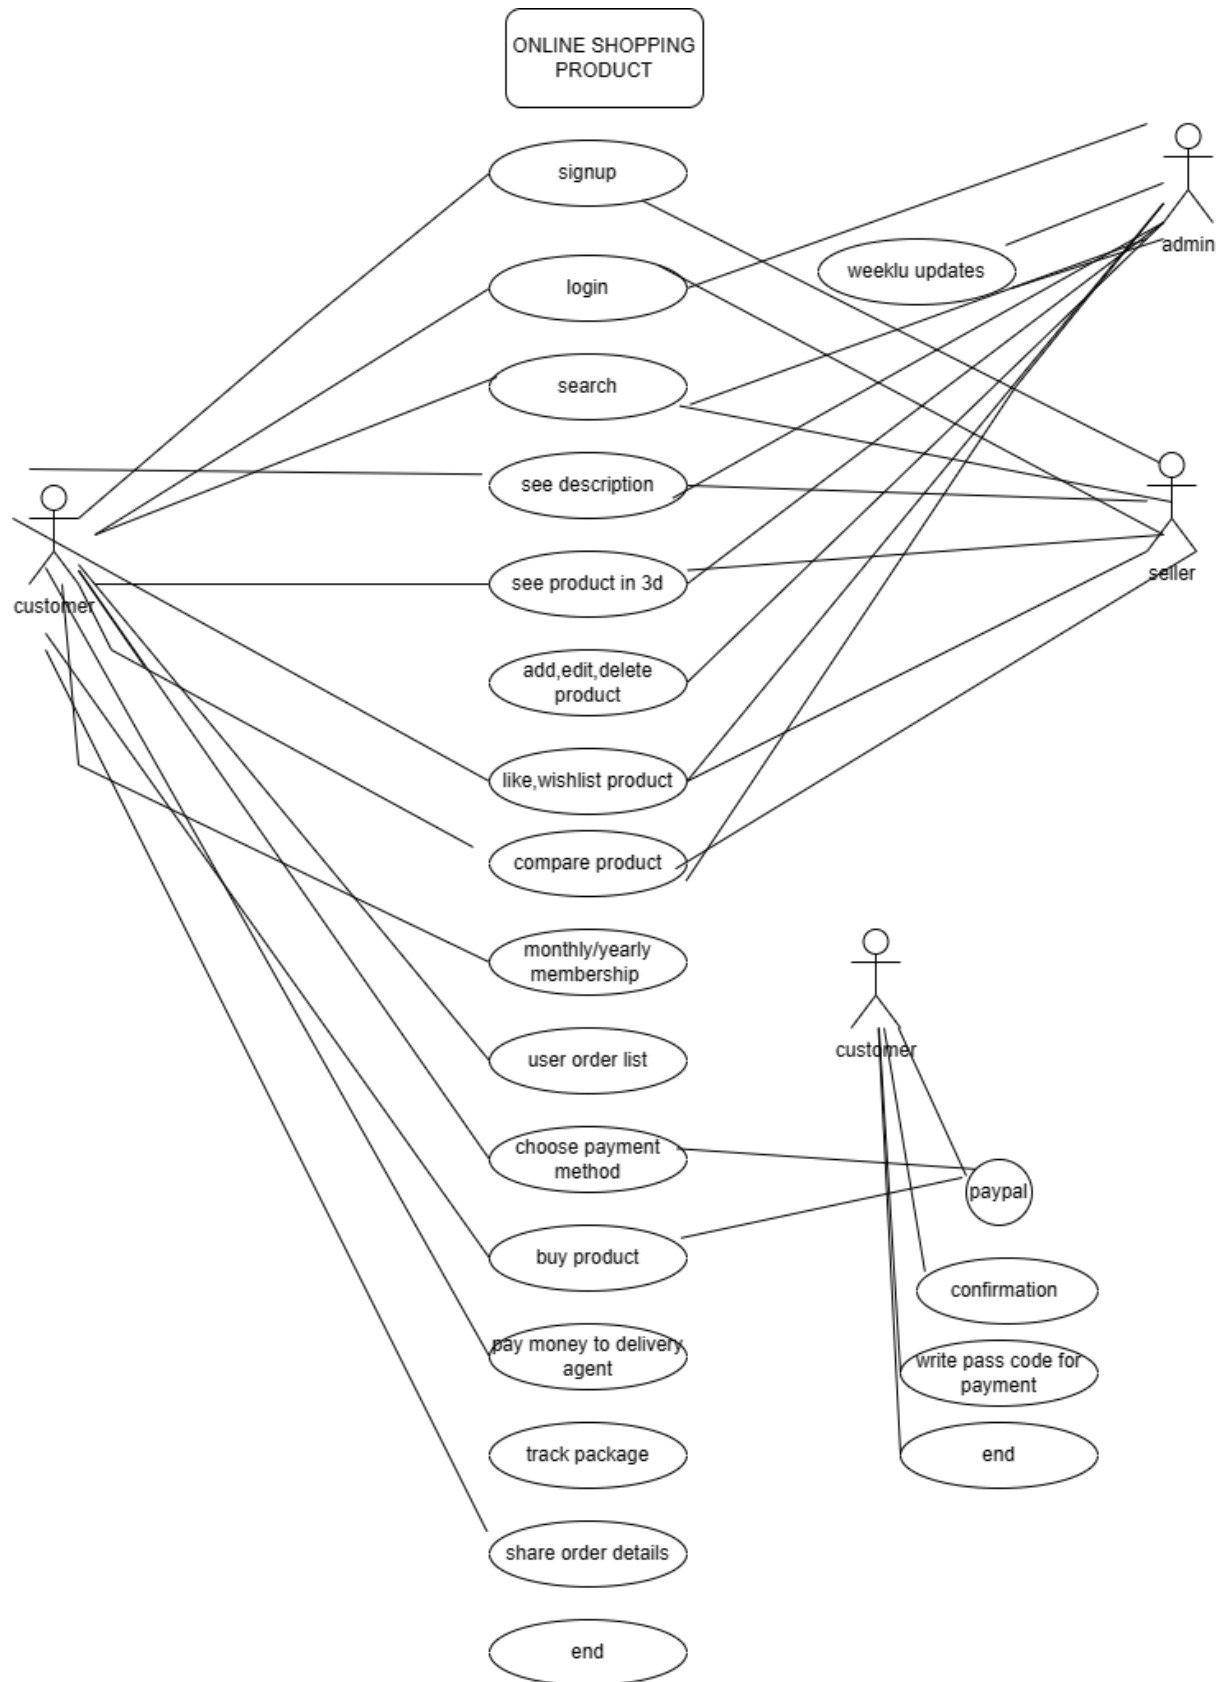 ONLINE SHOPPING
PRODUCT
signup
admin
weeklu updates
login
search
see description
seller
see product in 3d
customer
add,edit,delete
product
like,wishlist product
compare product
monthly/yearly
membership
customer
user order list
choose payment
method
paypal
buy product
confirmation
pay money to delivery
agent
write pass code for
payment
track package
end
share order details
end